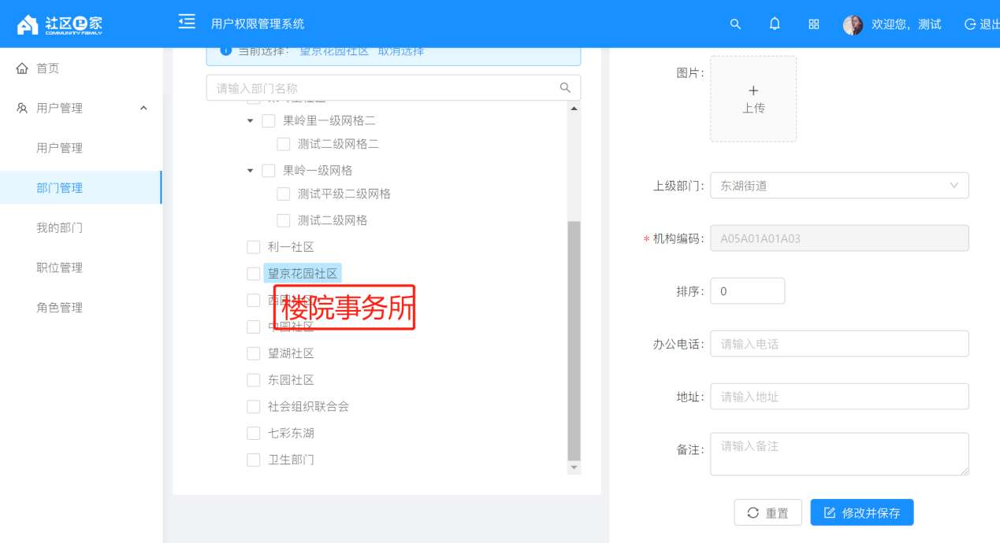 社区e家
COMMUNITY FAMILY
用户权限管理系统
欢迎您，测试
退出
首页
用户管理
用户管理
部门管理
我的部门
职位管理
角色管理
当前选择： 望京花园社区 取消选择
请输入部门名称
果岭里一级网格二
测试二级网格二
果岭一级网格
测试平级二级网格
测试二级网格
利一社区
望京花园社区
西园社区
楼院事务所
中园社区
望湖社区
东园社区
社会组织联合会
七彩东湖
卫生部门
图片：
+
上传
上级部门： 东湖街道
* 机构编码： A05A01A01A03
排序： 0
办公电话： 请输入电话
地址： 请输入地址
备注： 请输入备注
重置
修改并保存